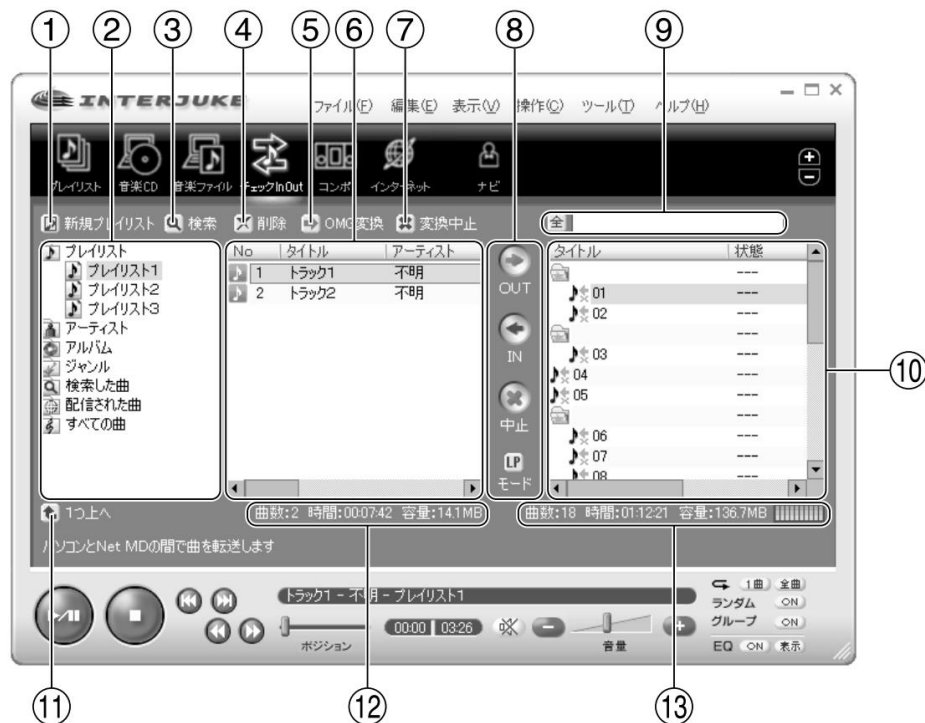 ① ② ③ ④ ⑤ ⑥ ⑦ ⑧ ⑨
INTERJUKE
ファイル(F) 編集(E) 表示(V) 操作(C) ツール(T) ヘルプ(H)
プレイリスト 音楽CD 音楽ファイル チェックInOut コンポ インターネット ナビ
新規プレイリスト 検索 削除 OMG変換 変換中止
全
プレイリスト
プレイリスト1
プレイリスト2
プレイリスト3
アーティスト
アルバム
ジャンル
検索した曲
配信された曲
すべての曲
No タイトル アーティスト
1 トラック1 不明
2 トラック2 不明
OUT
IN
中止
LP
モード
タイトル 状態
---
01 ---
02 ---
---
03 ---
04 ---
05 ---
---
06 ---
07 ---
08 ---
⑩
1つ上へ
曲数:2 時間:00:07:42 容量:14.1MB
曲数:18 時間:01:12:21 容量:136.7MB
パソコンとNet MDの間で曲を転送します
トラック1 - 不明 - プレイリスト1
ポジション
00:00 03:26
音量
1曲 全曲
ランダム ON
グループ ON
EQ ON 表示
⑪ ⑫ ⑬